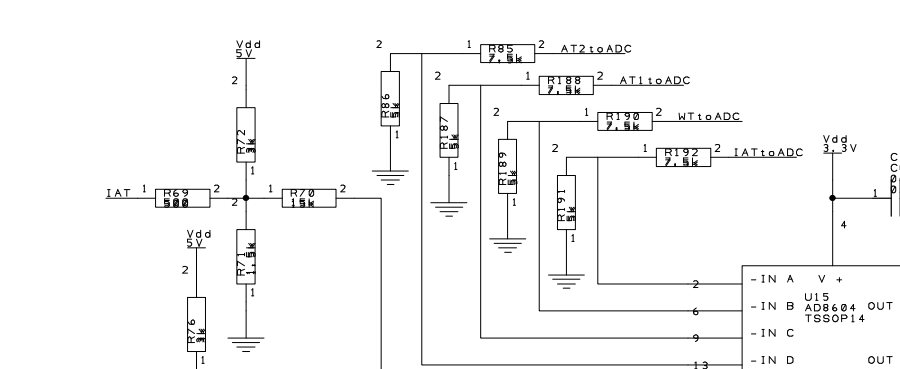 2 1 R85 2 AT2toADC
7.5k
Vdd
5V
2 1 R188 2 AT1toADC
7.5k
2
R86
5k
2 1 R190 2 WTtoADC
7.5k
R187
5k
R72
3k
1
1
2 1 R192 2 IATtoADC
7.5k
Vdd
3.3V
R189
5k
1
1
IAT 1 R69 2
500
2
1 R70 2
15k
R191
5k
1
1
C
C
0
0
1
4
Vdd
5V
2
R71
1.5k
1
1
R76
3k
1
2 -IN A V +
U15
AD8604
TSSOP14
6 -IN B OUT
9 -IN C
13 -IN D OUT